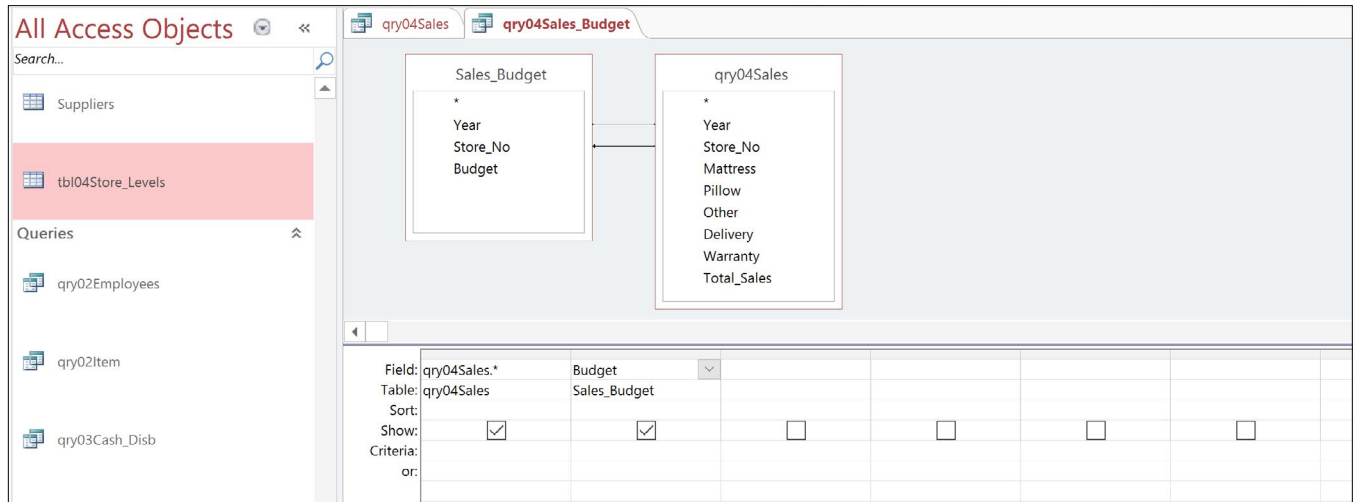 All Access Objects
Search...
Suppliers
tbl04Store_Levels
Queries
qry02Employees
qry02Item
qry03Cash_Disb
qry04Sales qry04Sales_Budget
Sales_Budget
*
Year
Store_No
Budget
qry04Sales
*
Year
Store_No
Mattress
Pillow
Other
Delivery
Warranty
Total_Sales
Field: qry04Sales.* Budget
Table: qry04Sales Sales_Budget
Sort:
Show:
Criteria:
or: